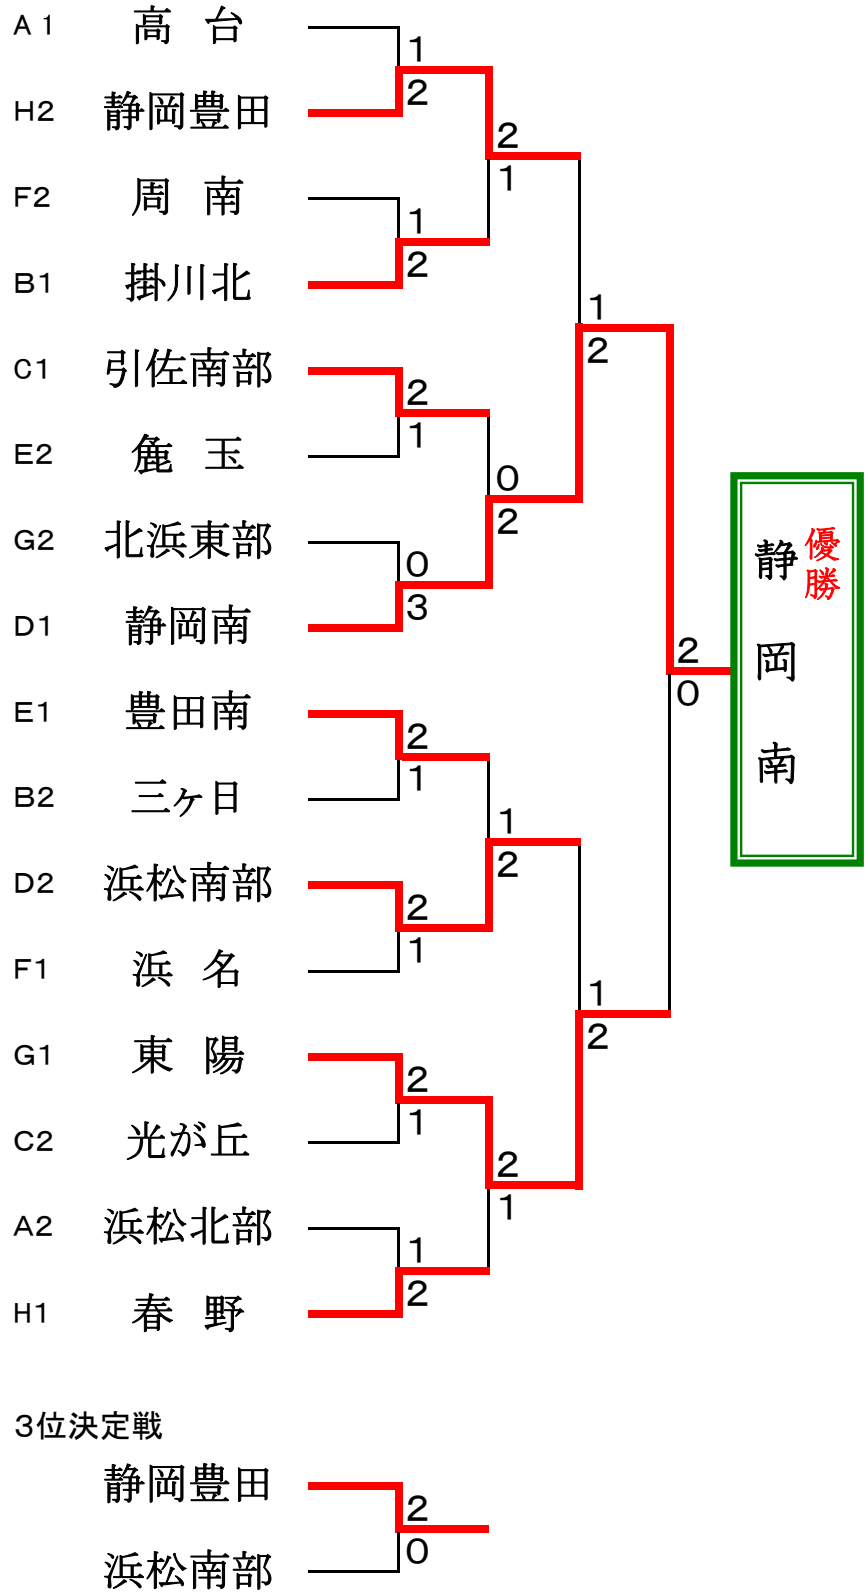 A1 高台
1
H2 静岡豊田
2
2
F2 周南
1
1
B1 掛川北
2
1
C1 引佐南部
2
2
E2 麁玉
1
0
G2 北浜東部
0
2
D1 静岡南
3
優勝
静岡南
2
0
E1 豊田南
2
B2 三ヶ日
1
1
D2 浜松南部
2
2
F1 浜名
1
1
G1 東陽
2
2
C2 光が丘
1
2
A2 浜松北部
1
1
H1 春野
2
3位決定戦
静岡豊田
2
浜松南部
0